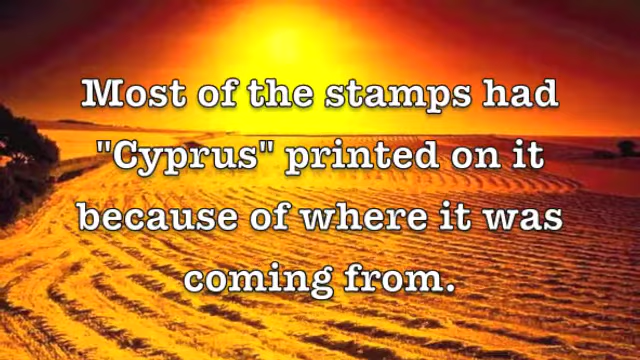 Most of the stamps had
"Cyprus" printed on it
because of where it was
coming from.